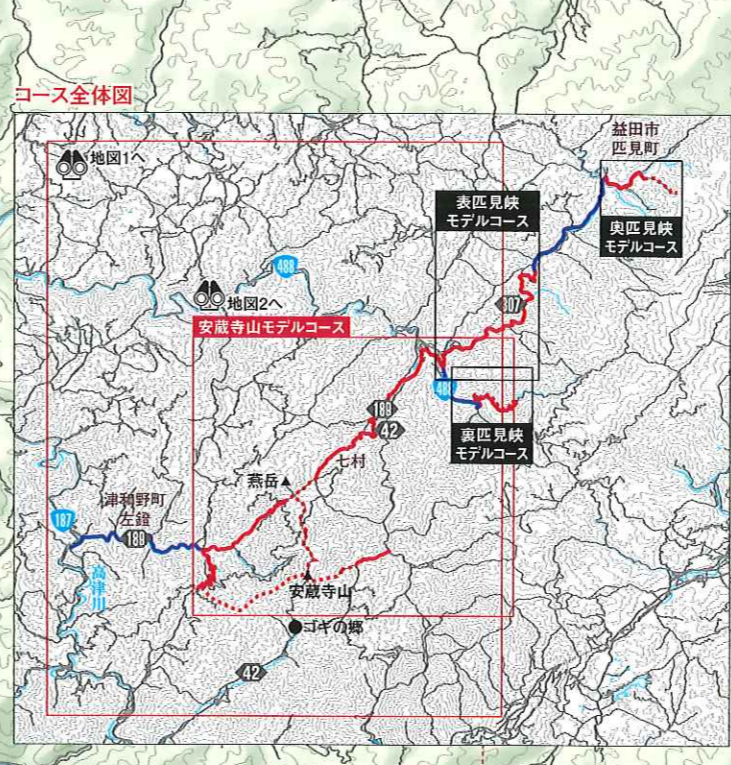 コース全体図
益田市
匹見町
地図1へ
表匹見峡
モデルコース
奥匹見峡
モデルコース
488
地図2へ
307
安蔵寺山モデルコース
488
189
42
裏匹見峡
モデルコース
七村
燕岳
津和野町
左鐙
187
189
高津川
安蔵寺山
ゴギの郷
42